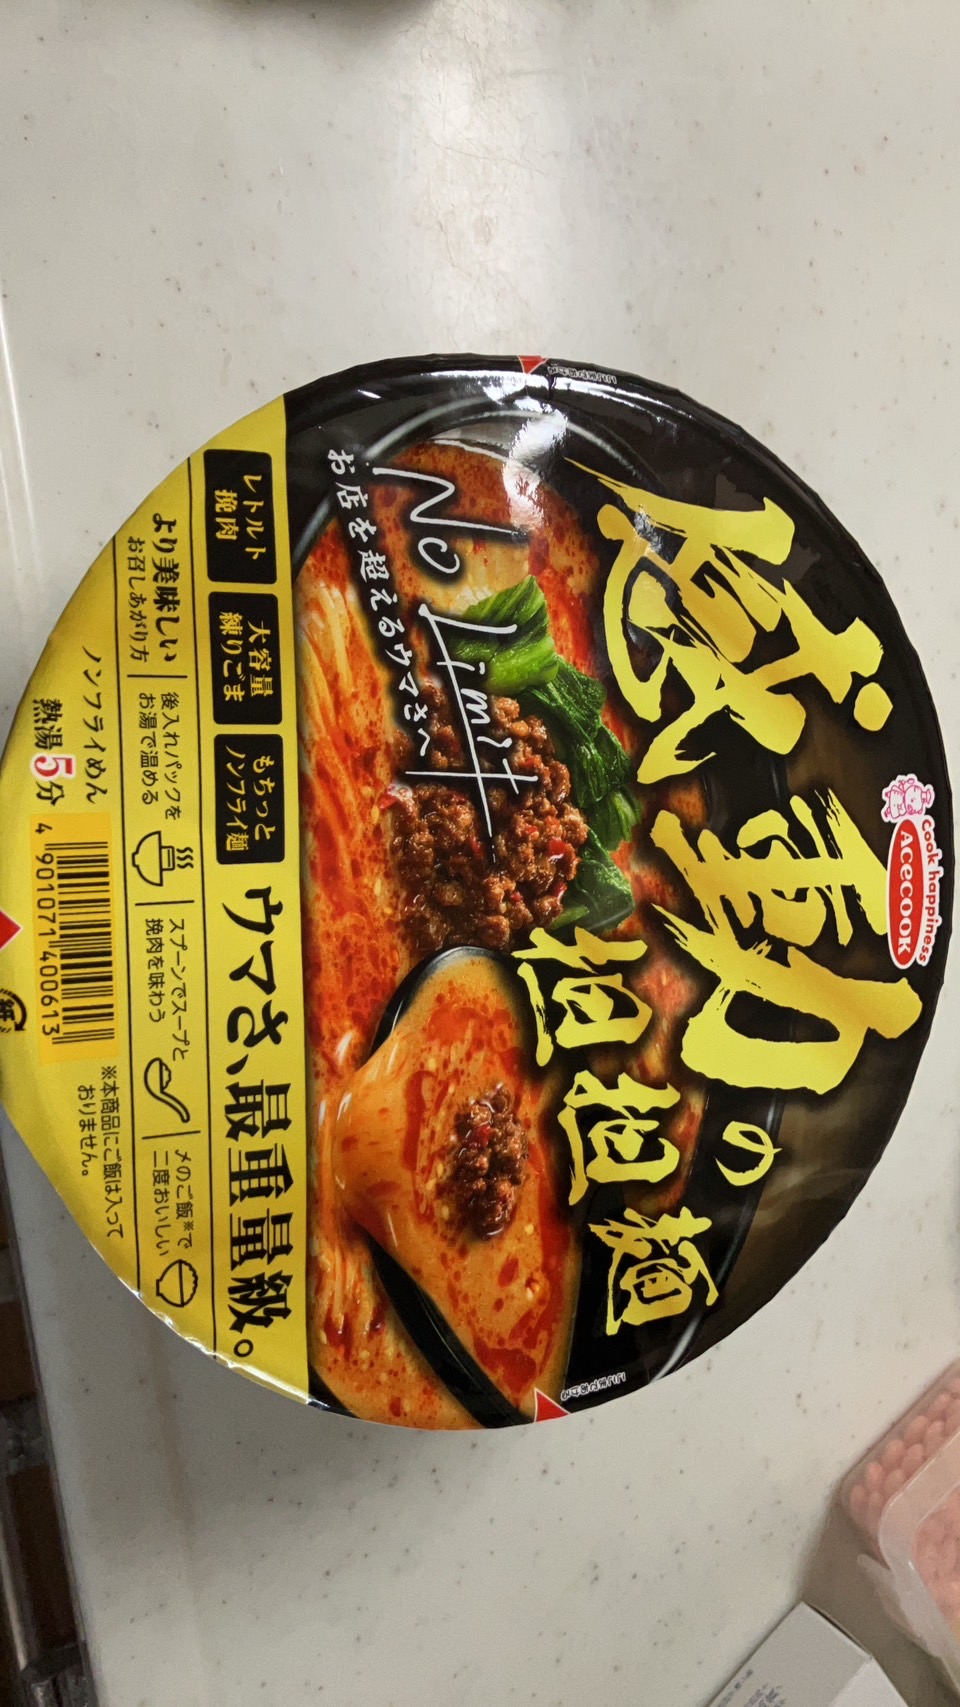 Cook happiness
ACECOOK
感動の
担担麺
No Limit
お店を超えるウマさへ
レトルト
挽肉
大容量
練りごま
もちっと
ノンフライ麺
ウマさ、最重量級。
より美味しい
お召しあがり方
後入れパックを
お湯で温める
スプーンでスープと
挽肉を味わう
〆のご飯※で
二度おいしい
ノンフライめん
熱湯5分
4 901071 400613
※本商品にご飯は入って
おりません。
紙